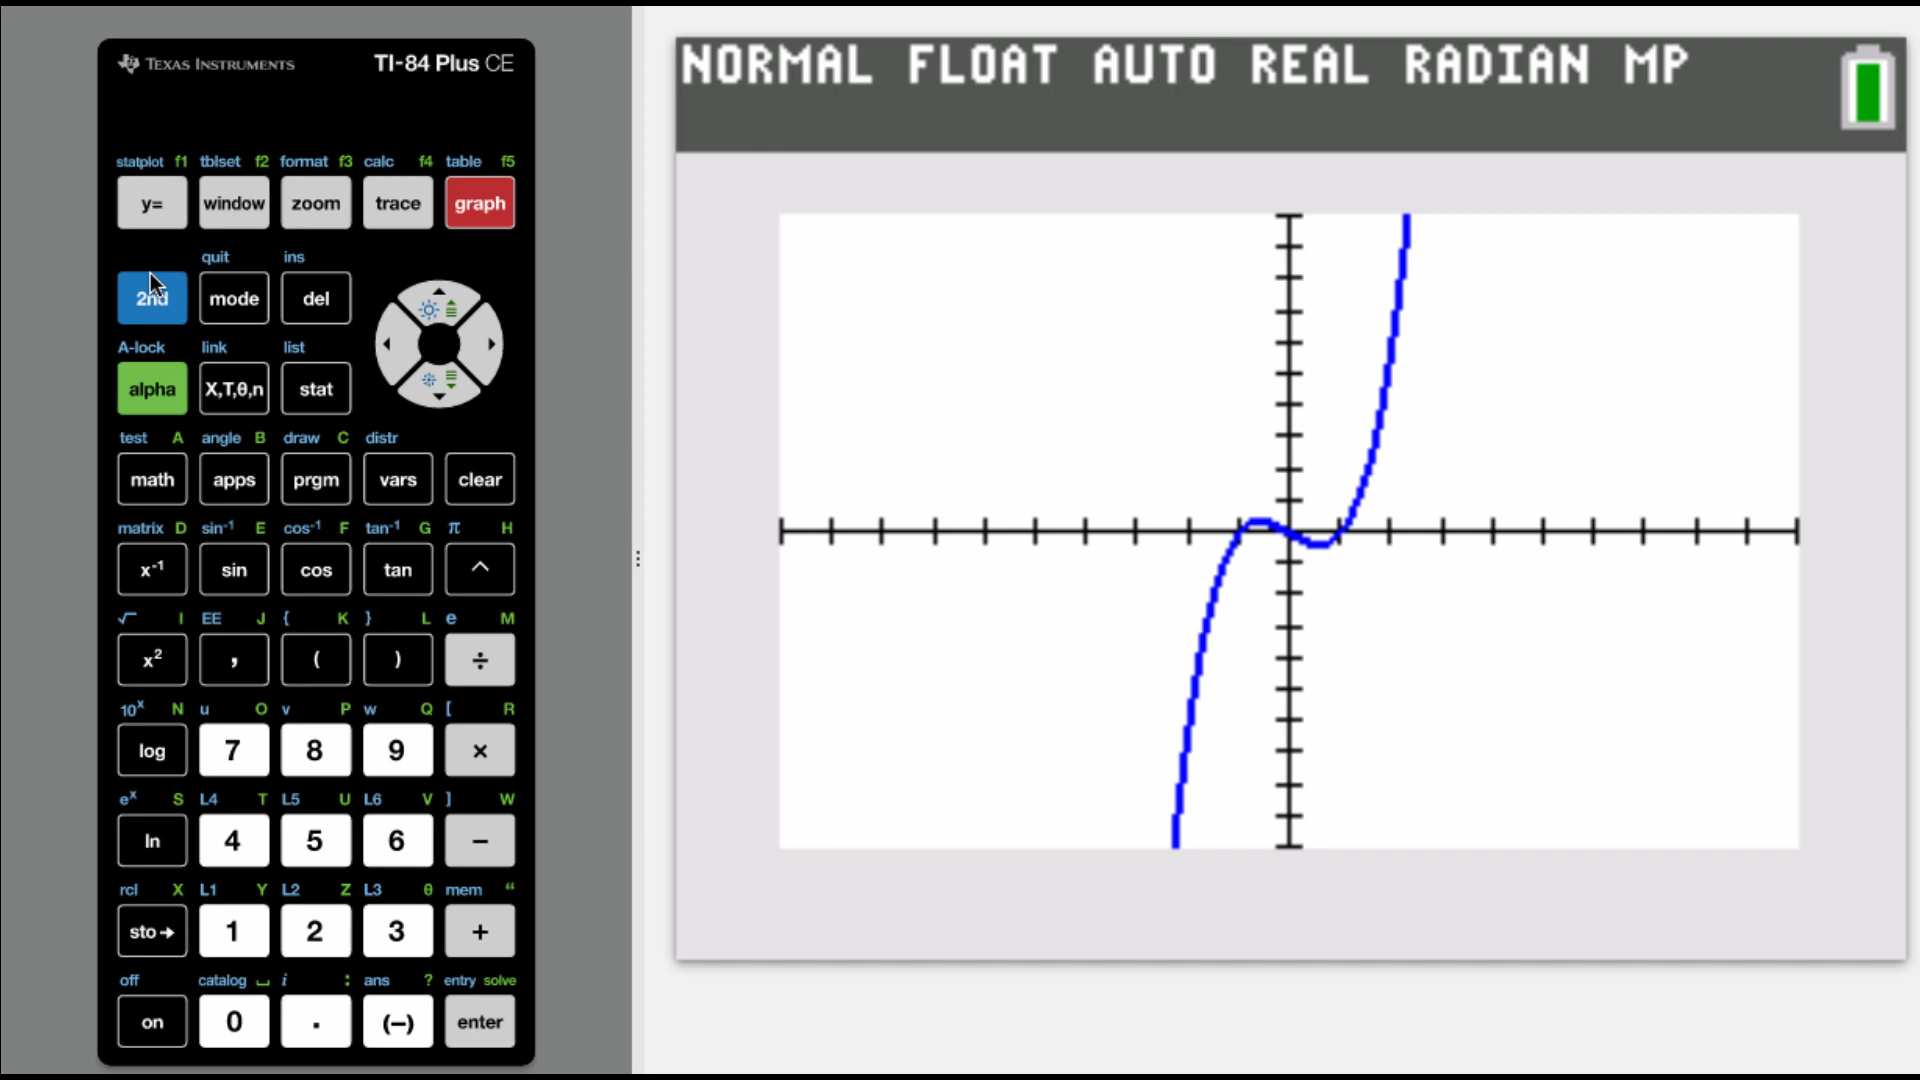 TEXAS INSTRUMENTS TI-84 Plus CE
statplot f1 tblset f2 format f3 calc f4 table f5
y= window zoom trace graph
quit ins
2nd mode del
A-lock link list
alpha X,T,θ,n stat
test A angle B draw C distr
math apps prgm vars clear
matrix D sin⁻¹ E cos⁻¹ F tan⁻¹ G π H
x⁻¹ sin cos tan ^
√ I EE J { K } L e M
x² , ( ) ÷
10ˣ N u O v P w Q [ R
log 7 8 9 ×
eˣ S L4 T L5 U L6 V ] W
ln 4 5 6 −
rcl X L1 Y L2 Z L3 θ mem “
sto→ 1 2 3 +
off catalog ⎵ i : ans ? entry solve
on 0 . (−) enter
NORMAL FLOAT AUTO REAL RADIAN MP